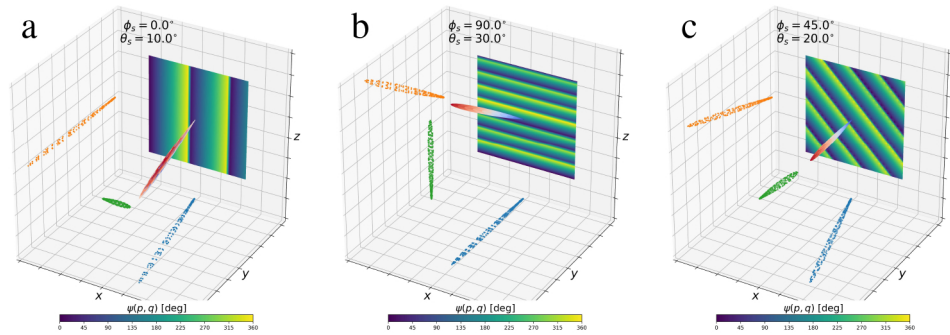 a
ϕₛ=0.0°
θₛ=10.0°
z
y
x
ψ(p, q) [deg]
0 45 90 135 180 225 270 315 360
b
ϕₛ=90.0°
θₛ=30.0°
z
y
x
ψ(p, q) [deg]
0 45 90 135 180 225 270 315 360
c
ϕₛ=45.0°
θₛ=20.0°
z
y
x
ψ(p, q) [deg]
0 45 90 135 180 225 270 315 360